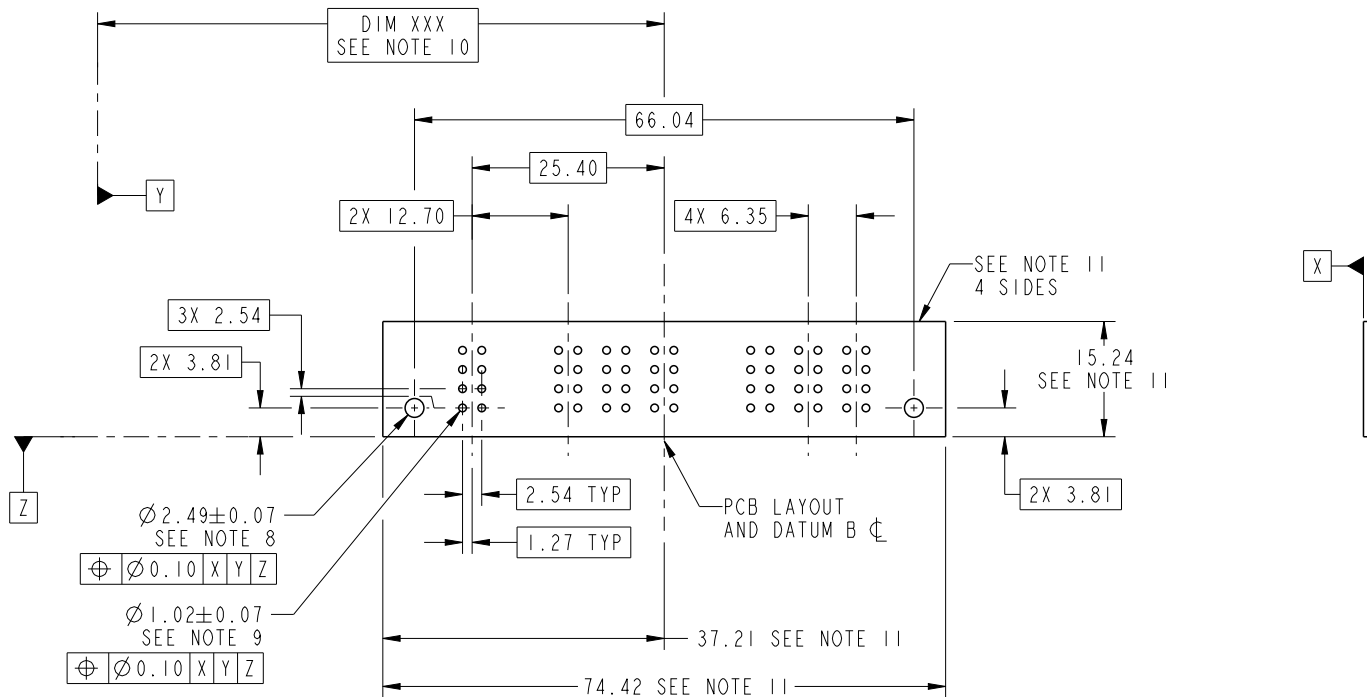 DIM XXX
SEE NOTE 10
66.04
25.40
Y
2X 12.70
4X 6.35
SEE NOTE 11
4 SIDES
X
3X 2.54
2X 3.81
15.24
SEE NOTE 11
Z
2.54 TYP
PCB LAYOUT
AND DATUM B ℄
2X 3.81
Ø2.49±0.07
SEE NOTE 8
⌖ Ø0.10 X Y Z
1.27 TYP
Ø1.02±0.07
SEE NOTE 9
⌖ Ø0.10 X Y Z
37.21 SEE NOTE 11
74.42 SEE NOTE 11